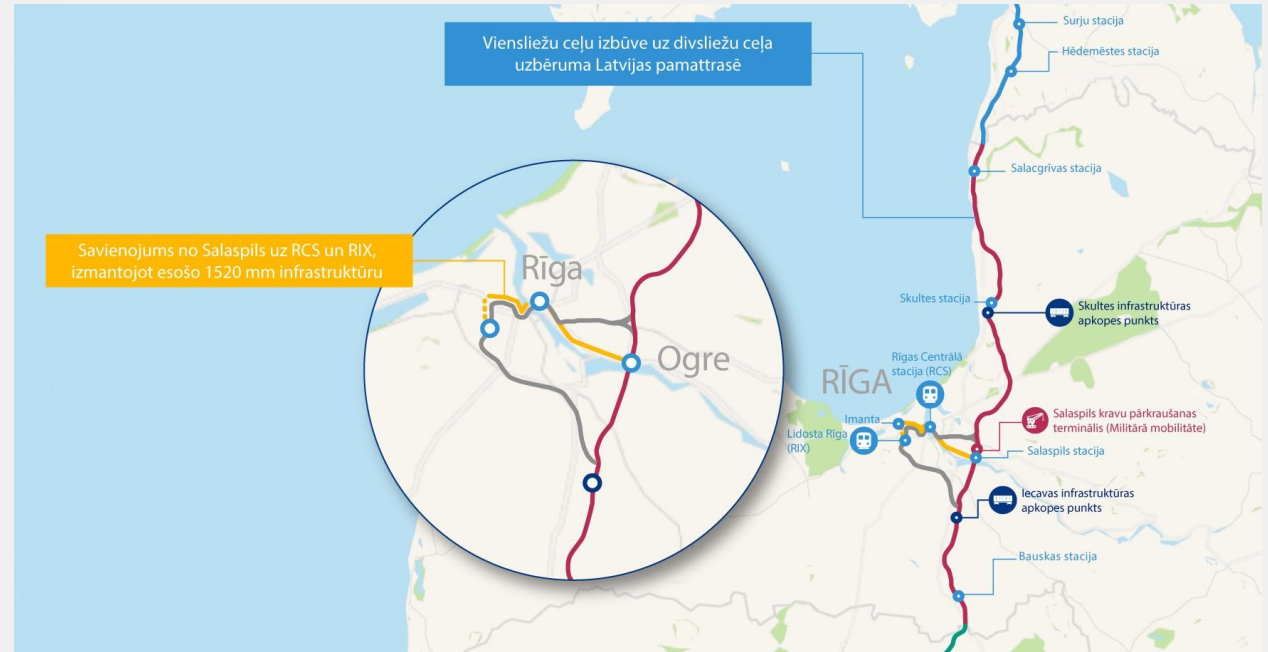 Surju stacija
Viensliežu ceļu izbūve uz divsliežu ceļa
uzbēruma Latvijas pamattrasē
Hēdemēstes stacija
Salacgrīvas stacija
Savienojums no Salaspils uz RCS un RIX,
izmantojot esošo 1520 mm infrastruktūru
Rīga
Ogre
Skultes stacija
Skultes infrastruktūras
apkopes punkts
Rīgas Centrālā
stacija (RCS)
RĪGA
Imanta
Lidosta Rīga
(RIX)
Salaspils kravu pārkraušanas
terminālis (Militārā mobilitāte)
Salaspils stacija
Iecavas infrastruktūras
apkopes punkts
Bauskas stacija